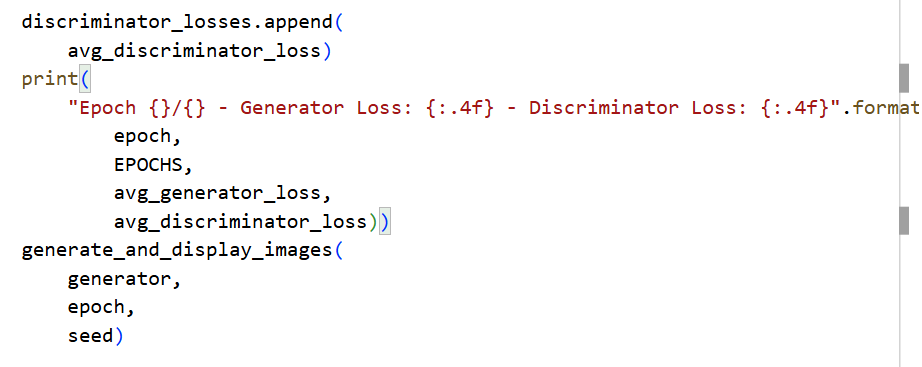 discriminator_losses.append(
    avg_discriminator_loss)
print(
    "Epoch {}/{} - Generator Loss: {:.4f} - Discriminator Loss: {:.4f}".format
        epoch,
        EPOCHS,
        avg_generator_loss,
        avg_discriminator_loss))
generate_and_display_images(
    generator,
    epoch,
    seed)